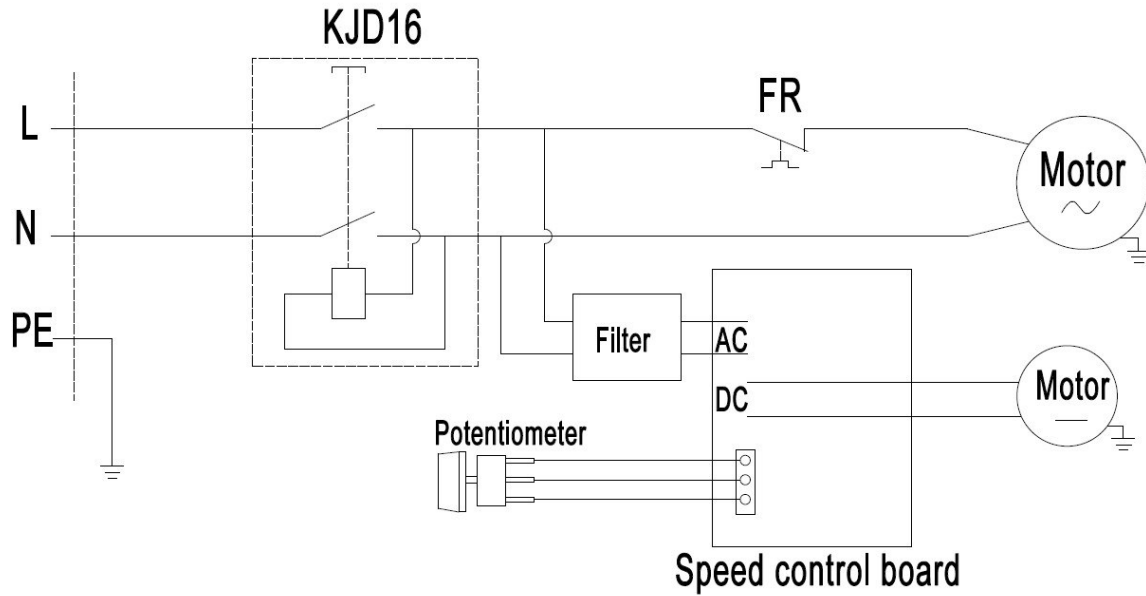 KJD16
L
FR
Motor
N
PE
Filter
AC
DC
Motor
Potentiometer
Speed control board